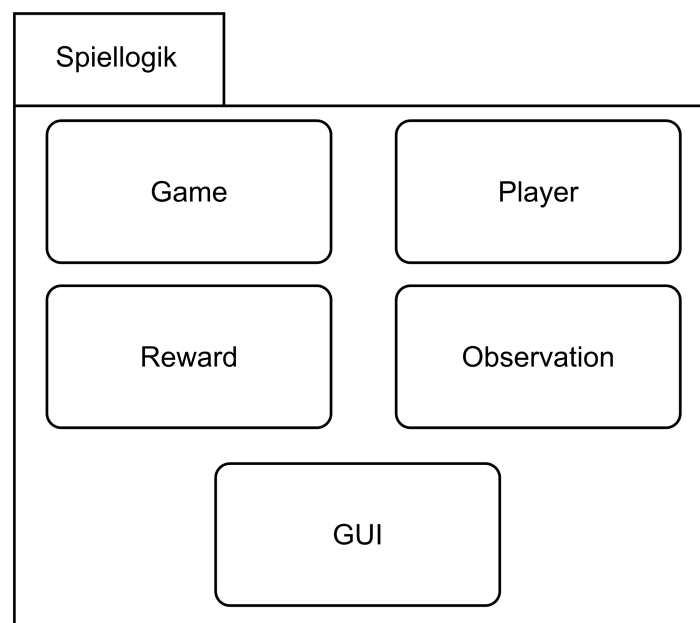 Spiellogik
Game
Player
Reward
Observation
GUI